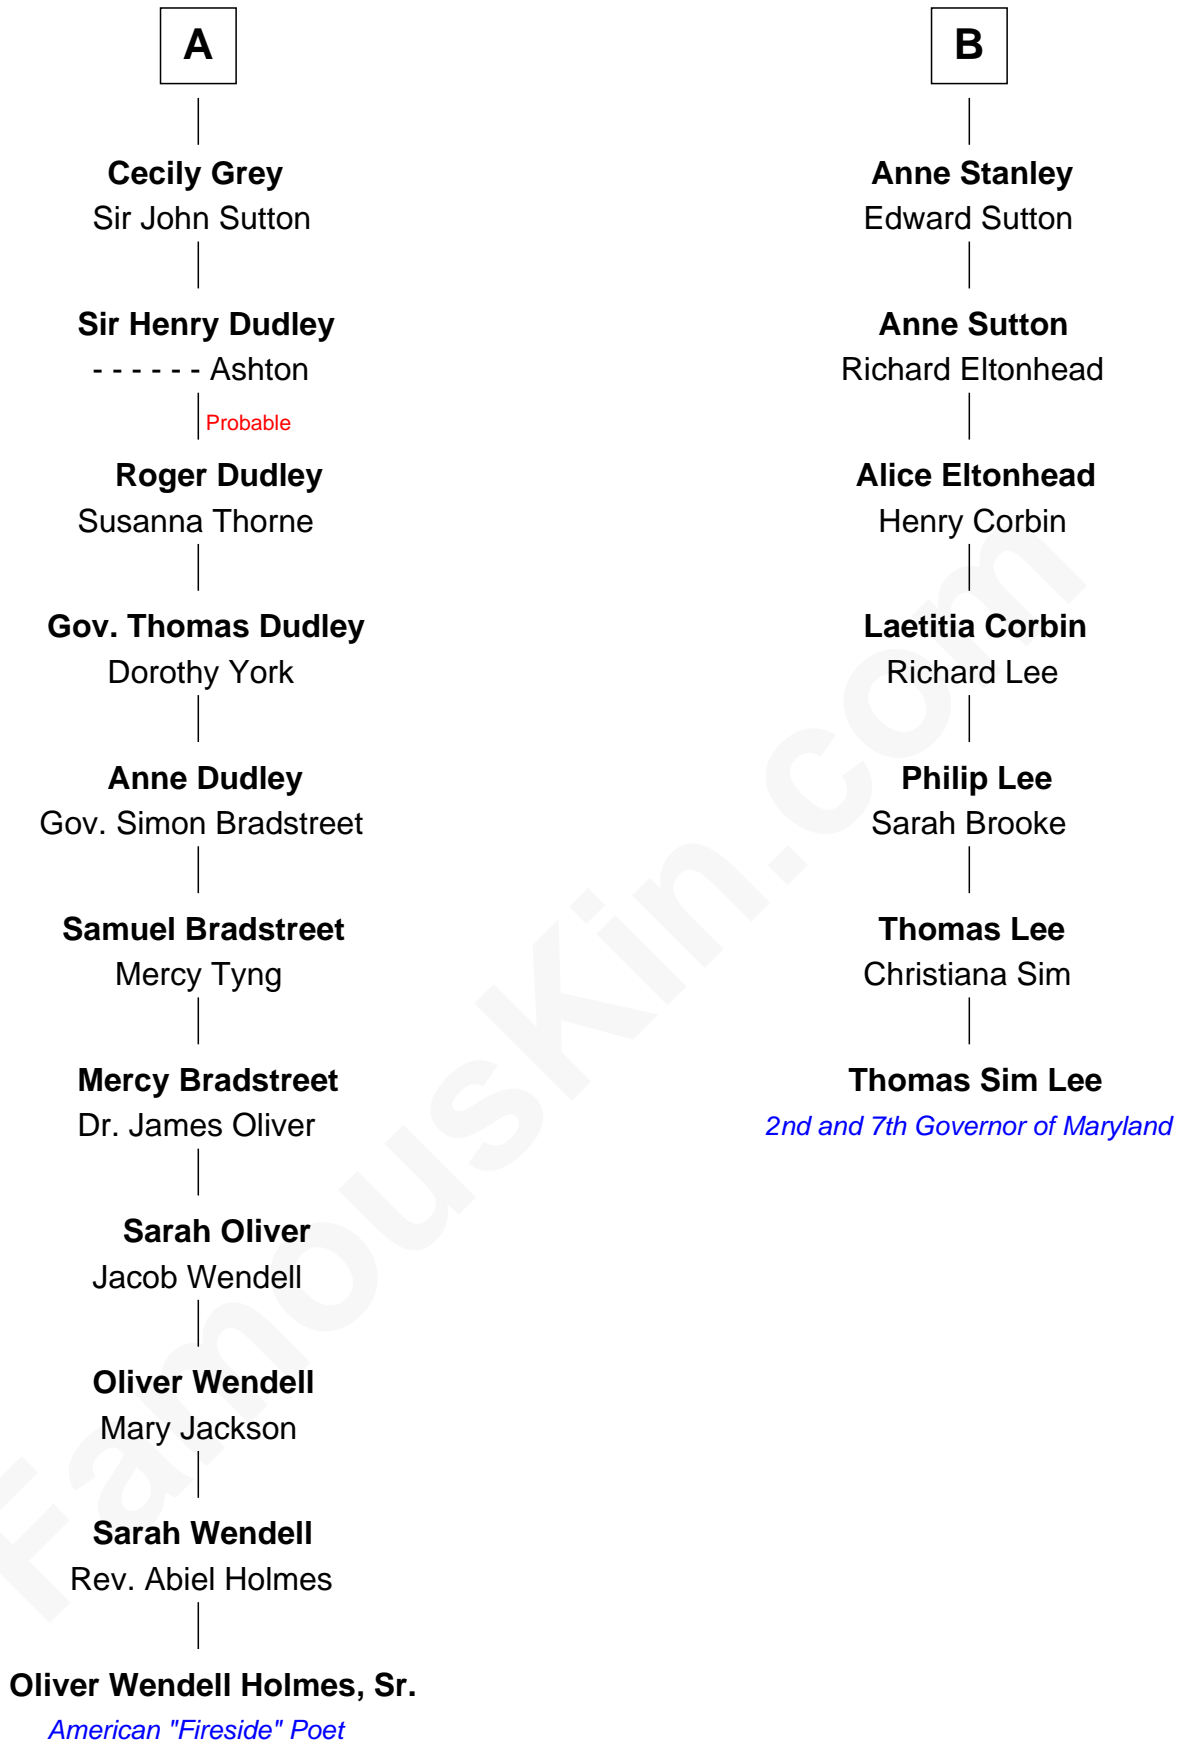 A
Cecily Grey
Sir John Sutton
Sir Henry Dudley
- - - - - - Ashton
Probable
Roger Dudley
Susanna Thorne
Gov. Thomas Dudley
Dorothy York
Anne Dudley
Gov. Simon Bradstreet
Samuel Bradstreet
Mercy Tyng
Mercy Bradstreet
Dr. James Oliver
Sarah Oliver
Jacob Wendell
Oliver Wendell
Mary Jackson
Sarah Wendell
Rev. Abiel Holmes
Oliver Wendell Holmes, Sr.
American "Fireside" Poet
B
Anne Stanley
Edward Sutton
Anne Sutton
Richard Eltonhead
Alice Eltonhead
Henry Corbin
Laetitia Corbin
Richard Lee
Philip Lee
Sarah Brooke
Thomas Lee
Christiana Sim
Thomas Sim Lee
2nd and 7th Governor of Maryland
FamousKin.com